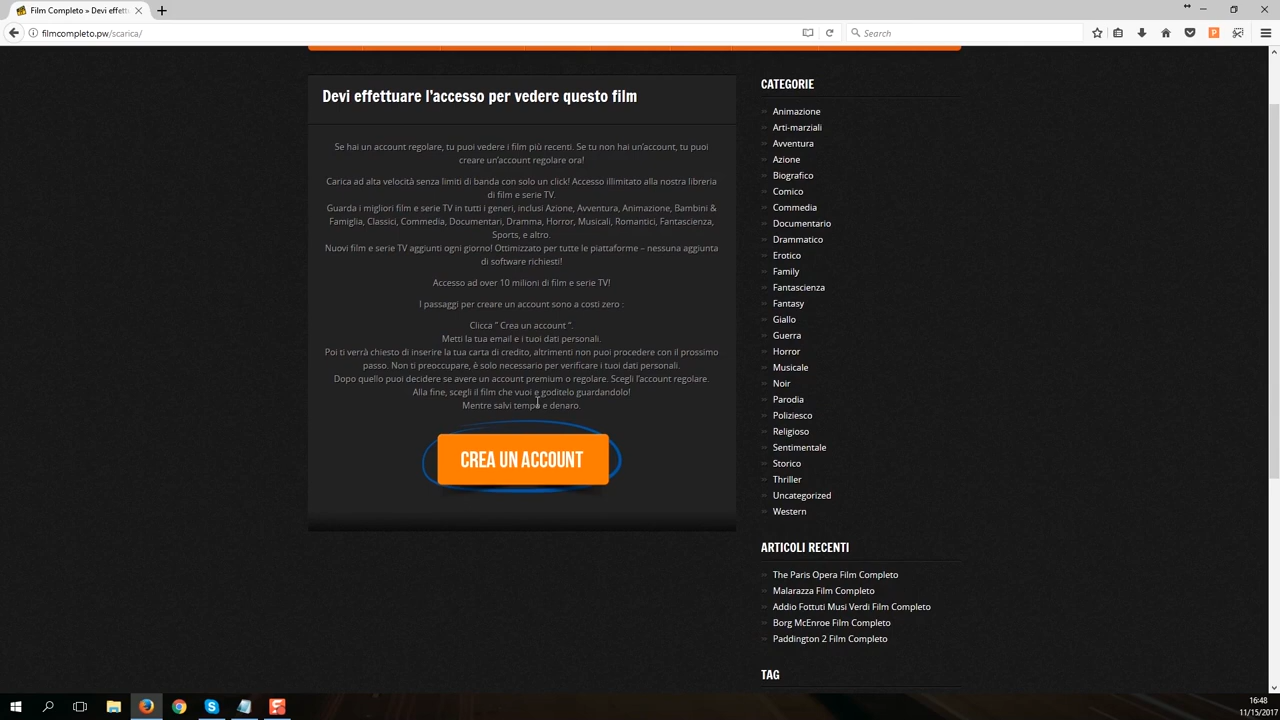 Film Completo » Devi effett
filmcompleto.pw/scarica/
Search
Devi effettuare l'accesso per vedere questo film
Se hai un account regolare, tu puoi vedere i film più recenti. Se tu non hai un'account, tu puoi
creare un'account regolare ora!
Carica ad alta velocità senza limiti di banda con solo un click! Accesso illimitato alla nostra libreria
di film e serie TV.
Guarda i migliori film e serie TV in tutti i generi, inclusi Azione, Avventura, Animazione, Bambini &
Famiglia, Classici, Commedia, Documentari, Dramma, Horror, Musicali, Romantici, Fantascienza,
Sports, e altro.
Nuovi film e serie TV aggiunti ogni giorno! Ottimizzato per tutte le piattaforme – nessuna aggiunta
di software richiesti!
Accesso ad over 10 milioni di film e serie TV!
I passaggi per creare un account sono a costi zero :
Clicca " Crea un account ".
Metti la tua email e i tuoi dati personali.
Poi ti verrà chiesto di inserire la tua carta di credito, altrimenti non puoi procedere con il prossimo
passo. Non ti preoccupare, è solo necessario per verificare i tuoi dati personali.
Dopo quello puoi decidere se avere un account premium o regolare. Scegli l'account regolare.
Alla fine, scegli il film che vuoi e goditelo guardandolo!
Mentre salvi tempo e denaro.
CREA UN ACCOUNT
CATEGORIE
Animazione
Arti-marziali
Avventura
Azione
Biografico
Comico
Commedia
Documentario
Drammatico
Erotico
Family
Fantascienza
Fantasy
Giallo
Guerra
Horror
Musicale
Noir
Parodia
Poliziesco
Religioso
Sentimentale
Storico
Thriller
Uncategorized
Western
ARTICOLI RECENTI
The Paris Opera Film Completo
Malarazza Film Completo
Addio Fottuti Musi Verdi Film Completo
Borg McEnroe Film Completo
Paddington 2 Film Completo
TAG
16:48
11/15/2017